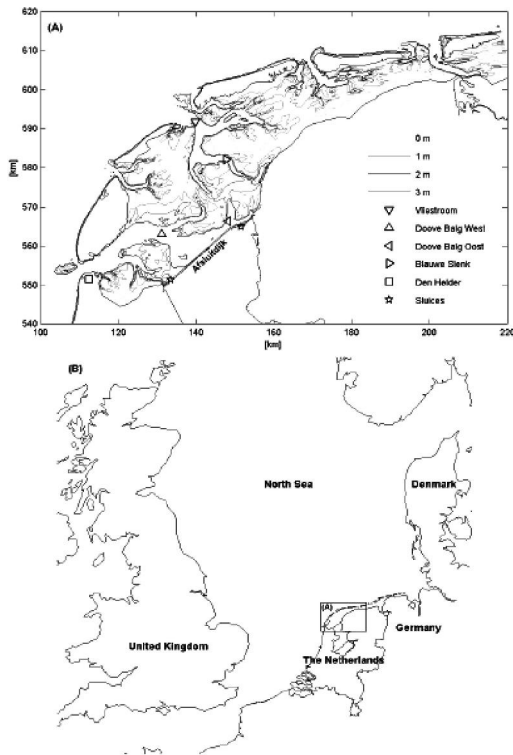 (A)
620
610
600
590
580
570
560
550
540
[km]
100
120
140
160
180
200
220
[km]
0 m
1 m
2 m
3 m
Vliestroom
Doove Balg West
Doove Balg Oost
Blauwe Slenk
Den Helder
Sluices
Afsluitdijk
(B)
North Sea
Denmark
(A)
Germany
United Kingdom
The Netherlands